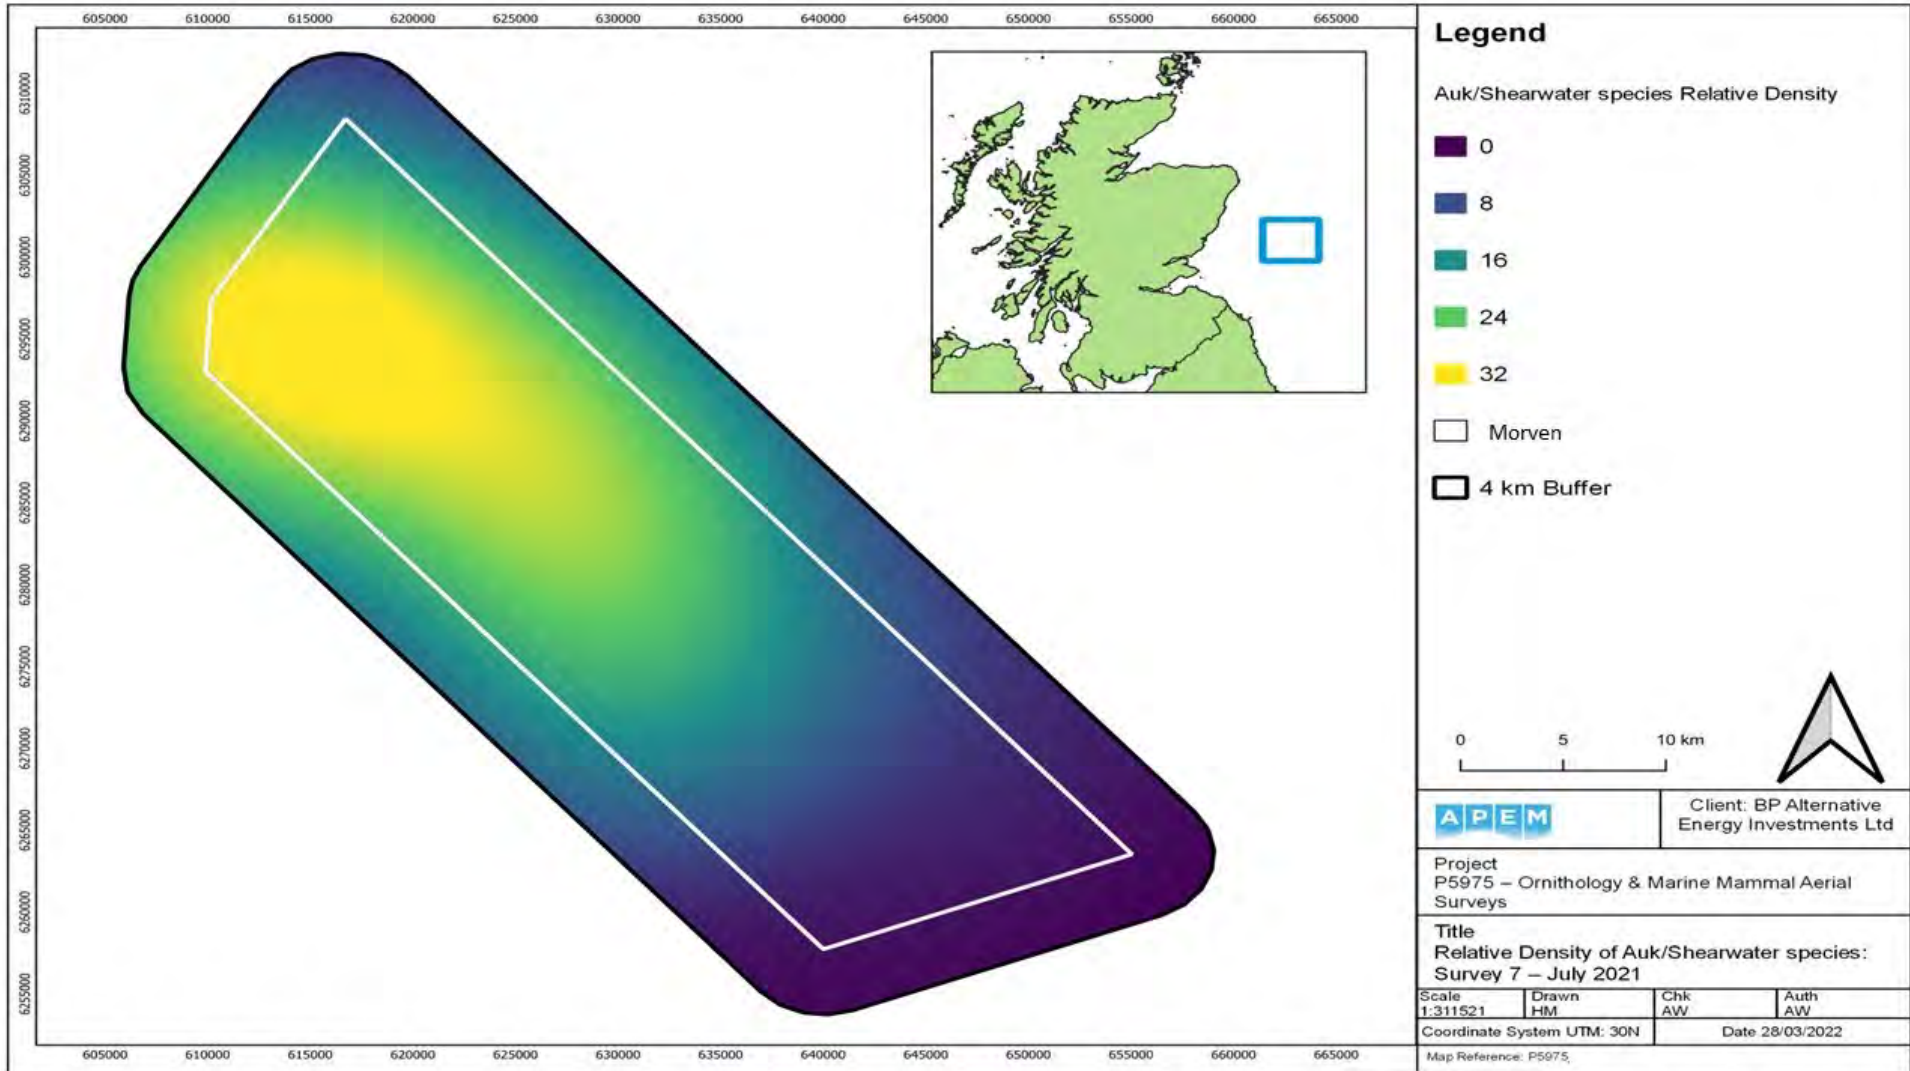 605000 610000 615000 620000 625000 630000 635000 640000 645000 650000 655000 660000 665000
6310000
6305000
6300000
6295000
6290000
6285000
6280000
6275000
6270000
6265000
6260000
6255000
605000 610000 615000 620000 625000 630000 635000 640000 645000 650000 655000 660000 665000
Legend
Auk/Shearwater species Relative Density
0
8
16
24
32
Morven
4 km Buffer
0 5 10 km
APEM
Client: BP Alternative
Energy Investments Ltd
Project
P5975 – Ornithology & Marine Mammal Aerial
Surveys
Title
Relative Density of Auk/Shearwater species:
Survey 7 – July 2021
Scale Drawn Chk Auth
1:311521 HM AW AW
Coordinate System UTM: 30N Date 28/03/2022
Map Reference: P5975